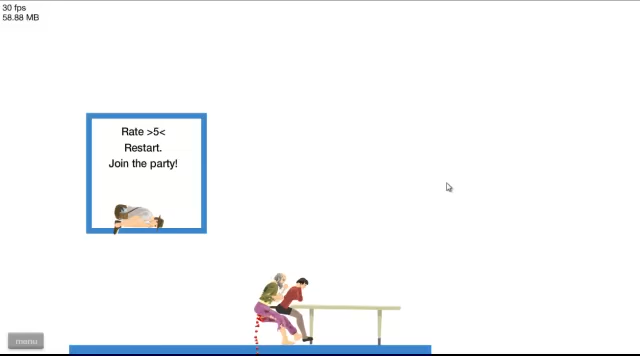 30 fps
58.88 MB
Rate >5<
Restart.
Join the party!
menu